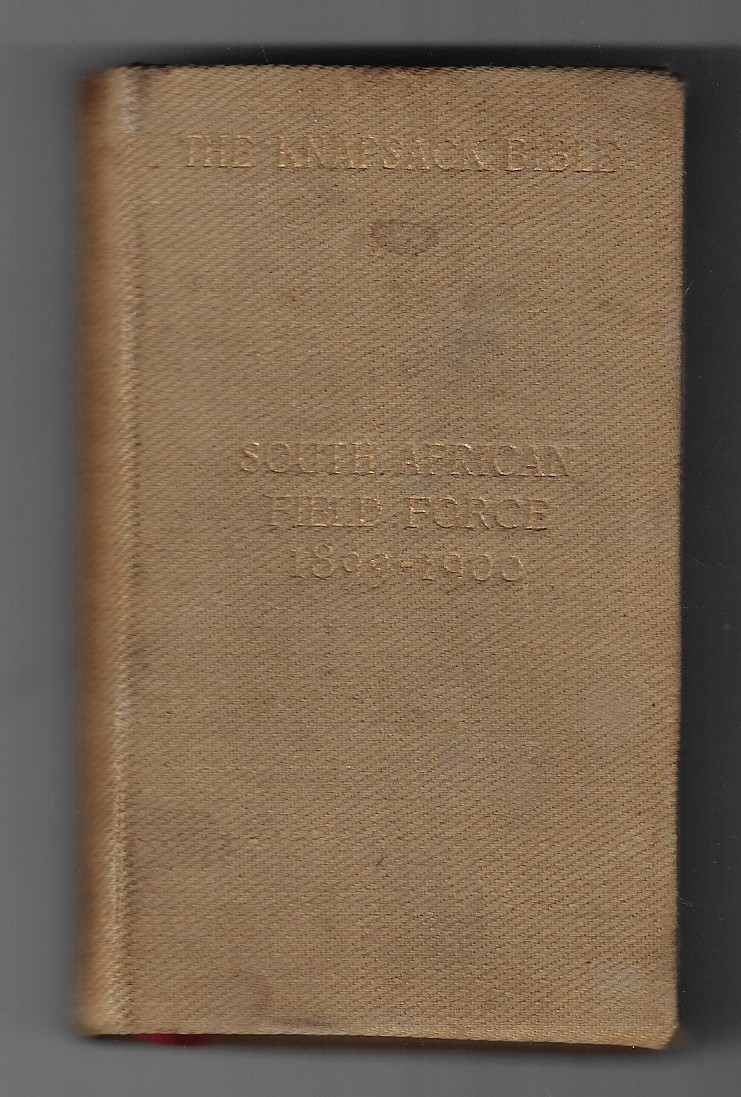 THE KNAPSACK BIBLE
SOUTH AFRICAN
FIELD FORCE
1899-1900